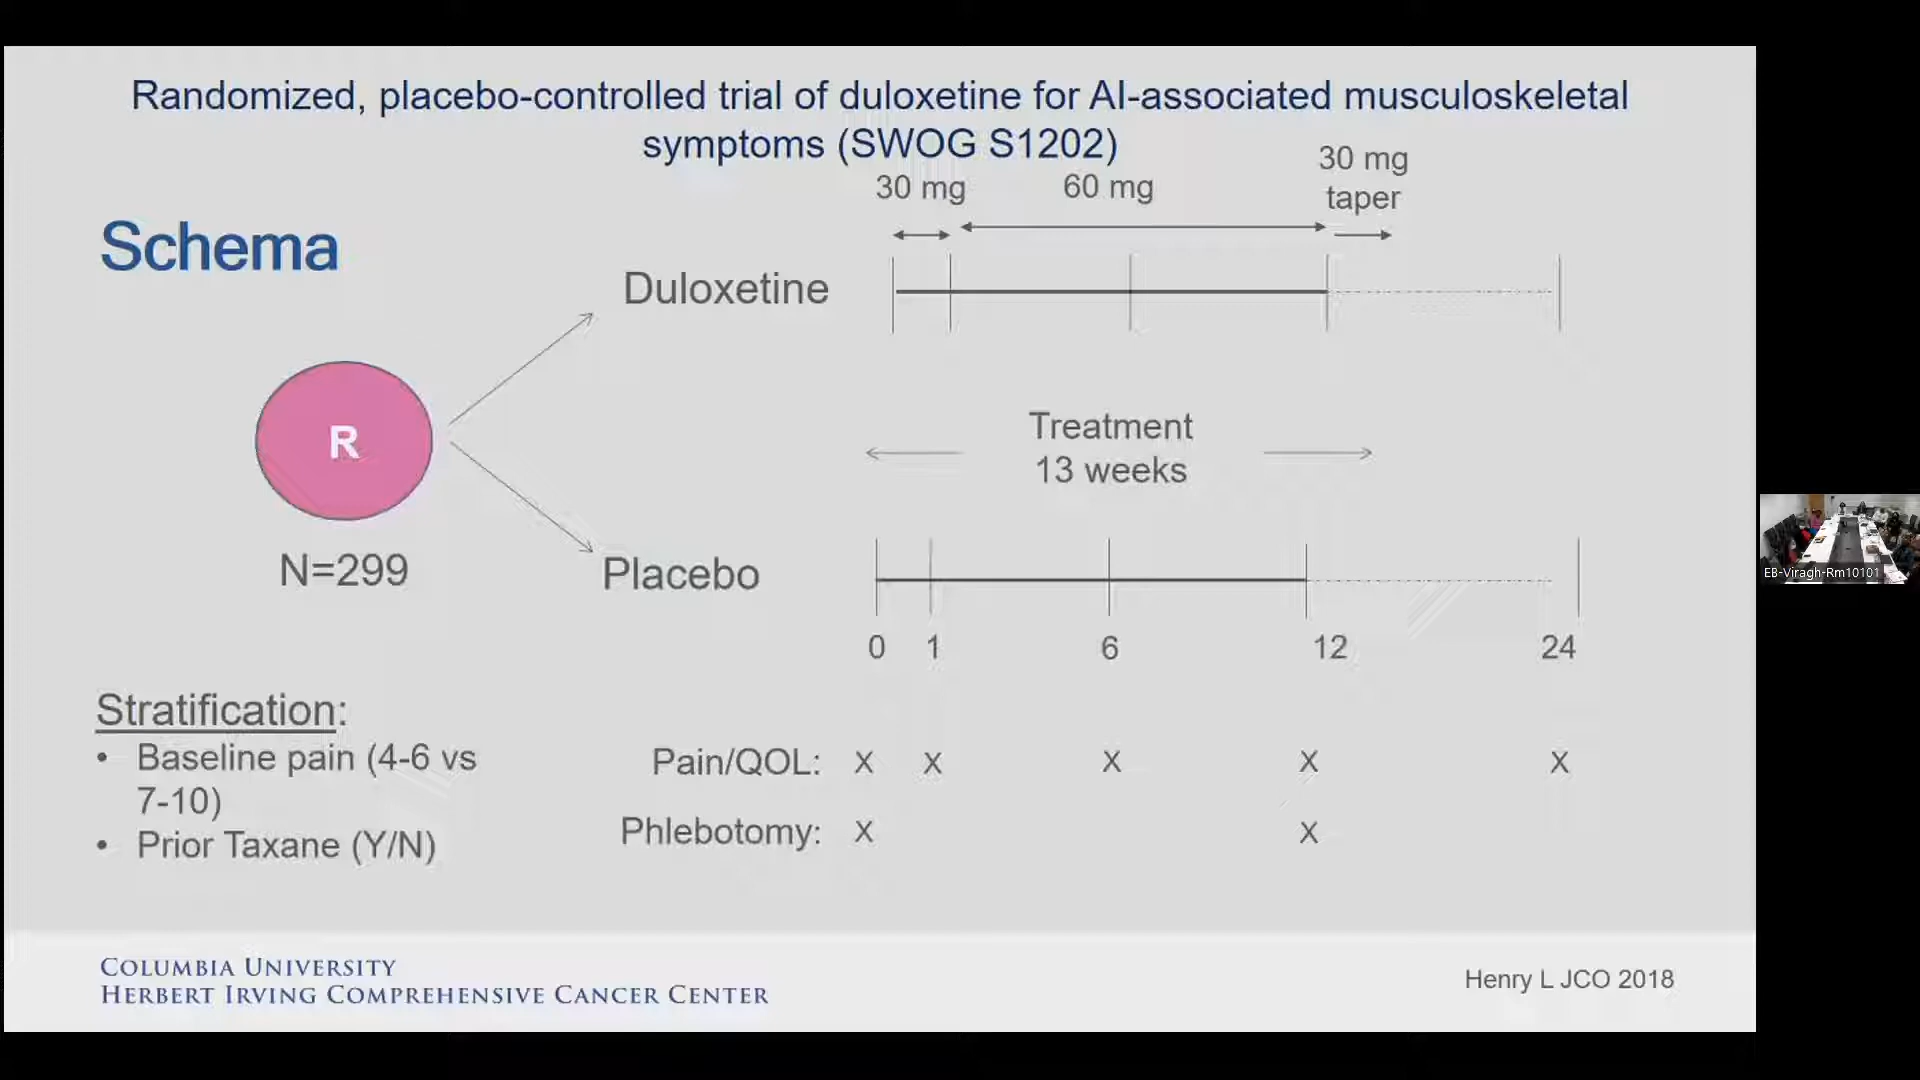 Randomized, placebo-controlled trial of duloxetine for AI-associated musculoskeletal
symptoms (SWOG S1202)
30 mg
60 mg
30 mg
taper
Schema
Duloxetine
R
N=299
Treatment
13 weeks
Placebo
0 1 6 12 24
Stratification:
• Baseline pain (4-6 vs
7-10)
• Prior Taxane (Y/N)
Pain/QOL: X X X X X
Phlebotomy: X X
COLUMBIA UNIVERSITY
HERBERT IRVING COMPREHENSIVE CANCER CENTER
Henry L JCO 2018
EB-Viragh-Rm10101